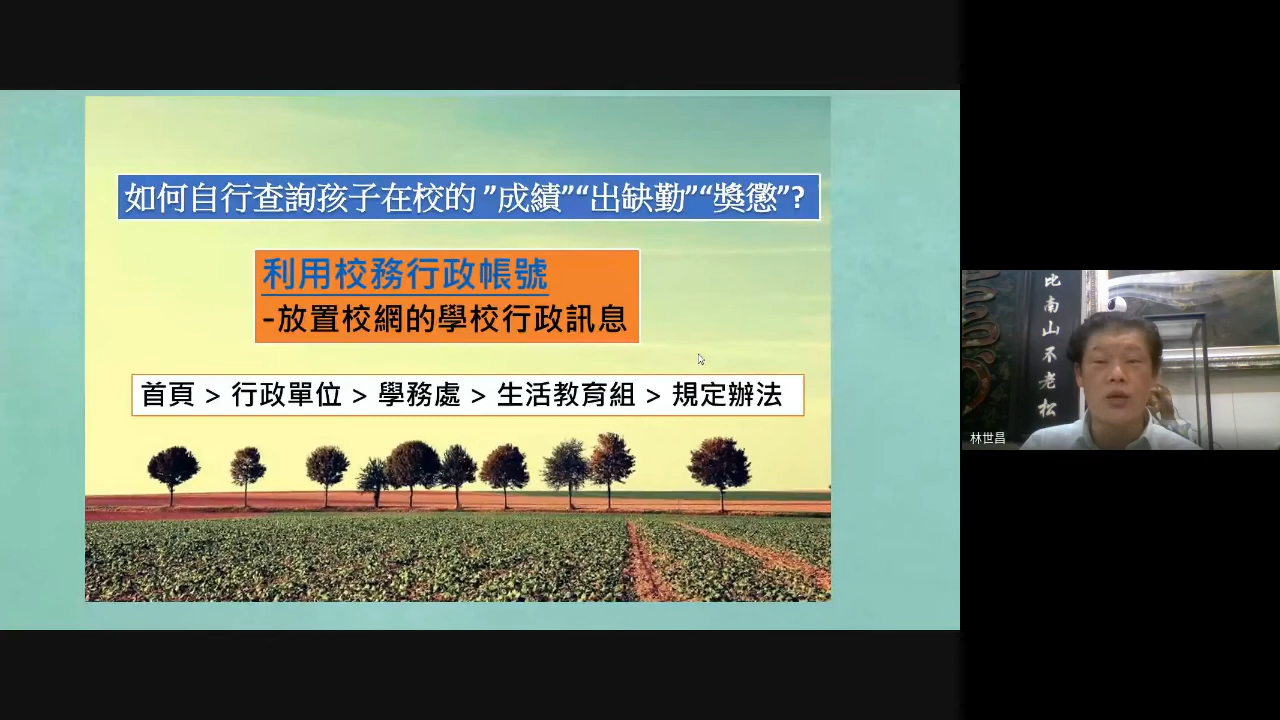 如何自行查詢孩子在校的 ”成績”“出缺勤”“獎懲”?
利用校務行政帳號
-放置校網的學校行政訊息
首頁 > 行政單位 > 學務處 > 生活教育組 > 規定辦法
比南山不老松
林世昌